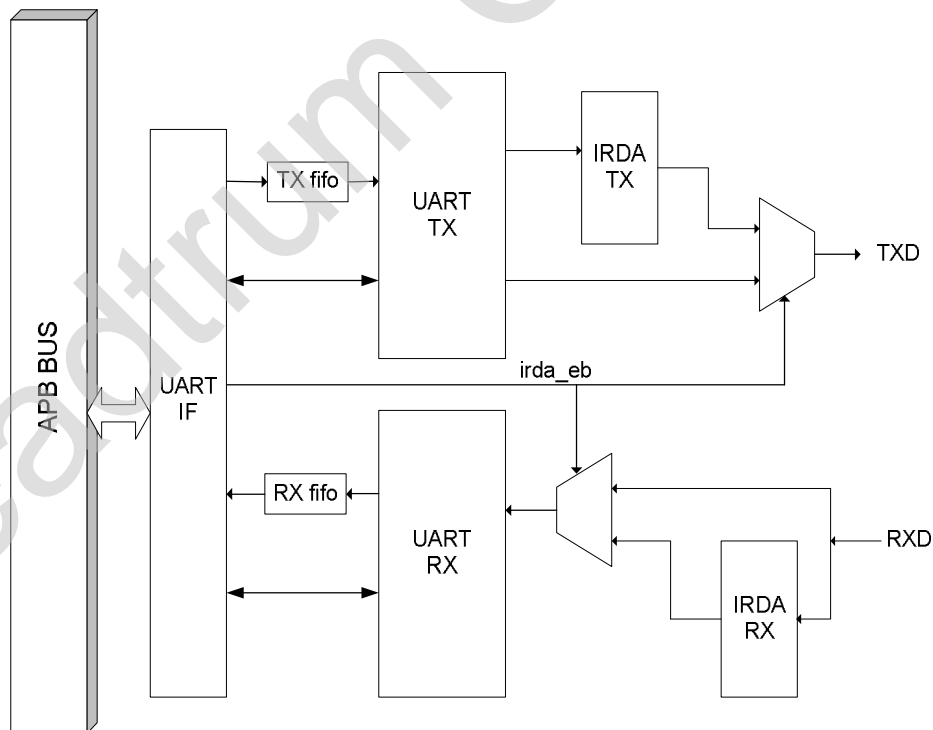 APB BUS
UART
IF
TX fifo
UART
TX
IRDA
TX
TXD
irda_eb
RX fifo
UART
RX
IRDA
RX
RXD